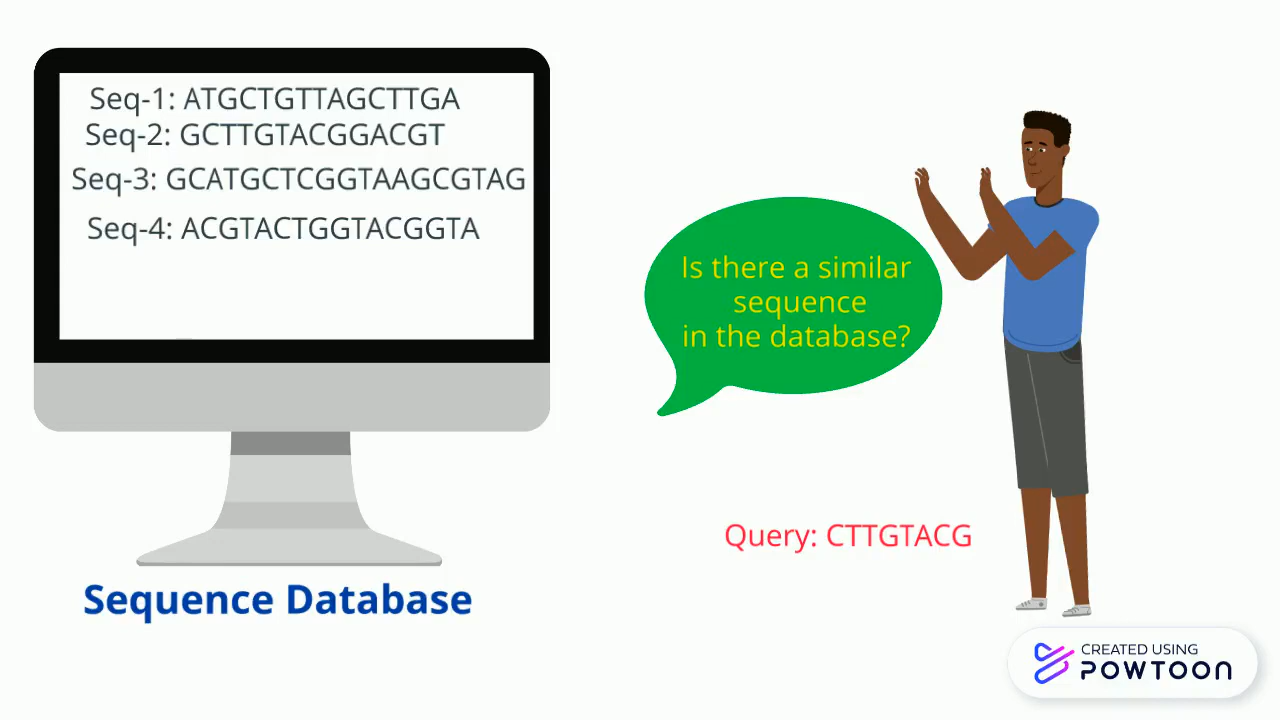 Seq-1: ATGCTGTTAGCTTGA
Seq-2: GCTTGTACGGACGT
Seq-3: GCATGCTCGGTAAGCGTAG
Seq-4: ACGTACTGGTACGGTA
Is there a similar
sequence
in the database?
Query: CTTGTACG
Sequence Database
CREATED USING
POWTOON